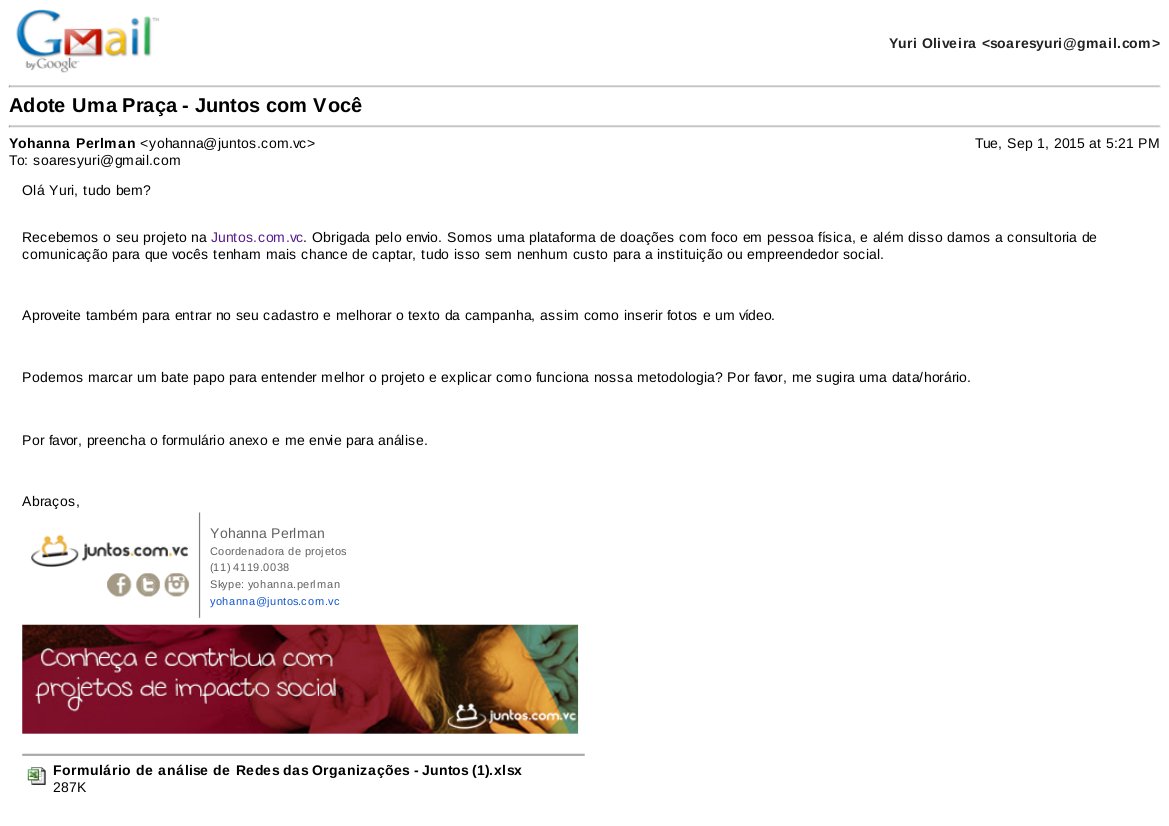 Gmail™
by Google
Yuri Oliveira <soaresyuri@gmail.com>
Adote Uma Praça - Juntos com Você
Yohanna Perlman <yohanna@juntos.com.vc>
Tue, Sep 1, 2015 at 5:21 PM
To: soaresyuri@gmail.com
Olá Yuri, tudo bem?
Recebemos o seu projeto na Juntos.com.vc. Obrigada pelo envio. Somos uma plataforma de doações com foco em pessoa física, e além disso damos a consultoria de
comunicação para que vocês tenham mais chance de captar, tudo isso sem nenhum custo para a instituição ou empreendedor social.
Aproveite também para entrar no seu cadastro e melhorar o texto da campanha, assim como inserir fotos e um vídeo.
Podemos marcar um bate papo para entender melhor o projeto e explicar como funciona nossa metodologia? Por favor, me sugira uma data/horário.
Por favor, preencha o formulário anexo e me envie para análise.
Abraços,
juntos.com.vc
Yohanna Perlman
Coordenadora de projetos
(11) 4119.0038
Skype: yohanna.perlman
yohanna@juntos.com.vc
Conheça e contribua com
projetos de impacto social
juntos.com.vc
Formulário de análise de Redes das Organizações - Juntos (1).xlsx
287K